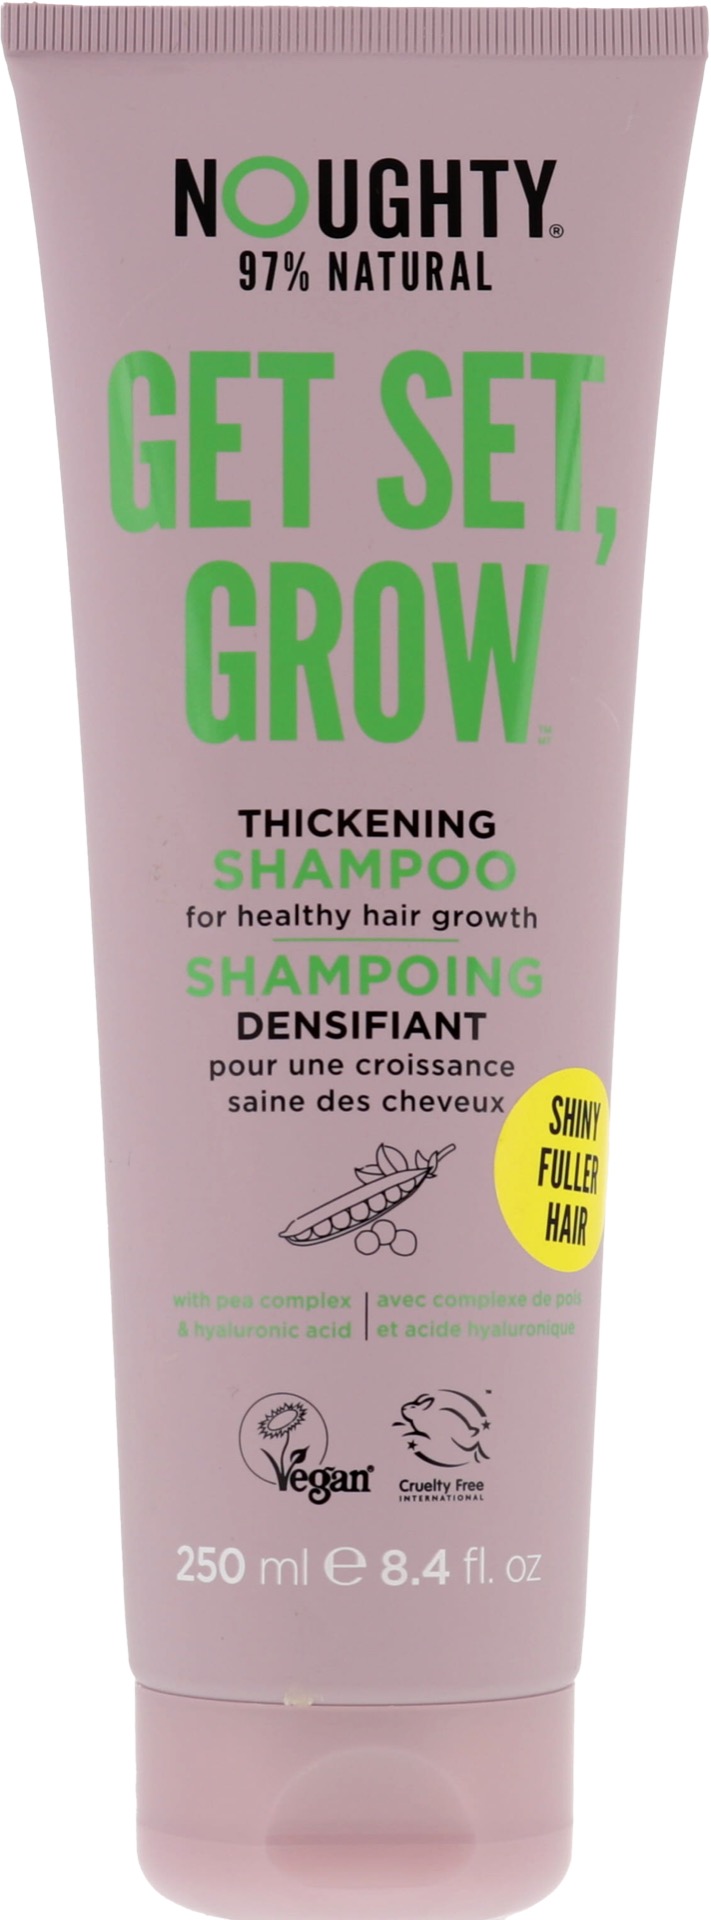 NOUGHTY®
97% NATURAL
GET SET,
GROW
THICKENING
SHAMPOO
for healthy hair growth
SHAMPOING
DENSIFIANT
pour une croissance
saine des cheveux
SHINY
FULLER
HAIR
with pea complex
& hyaluronic acid
avec complexe de pois
et acide hyaluronique
Vegan®
Cruelty Free™
INTERNATIONAL
250 ml ℮ 8.4 fl. oz